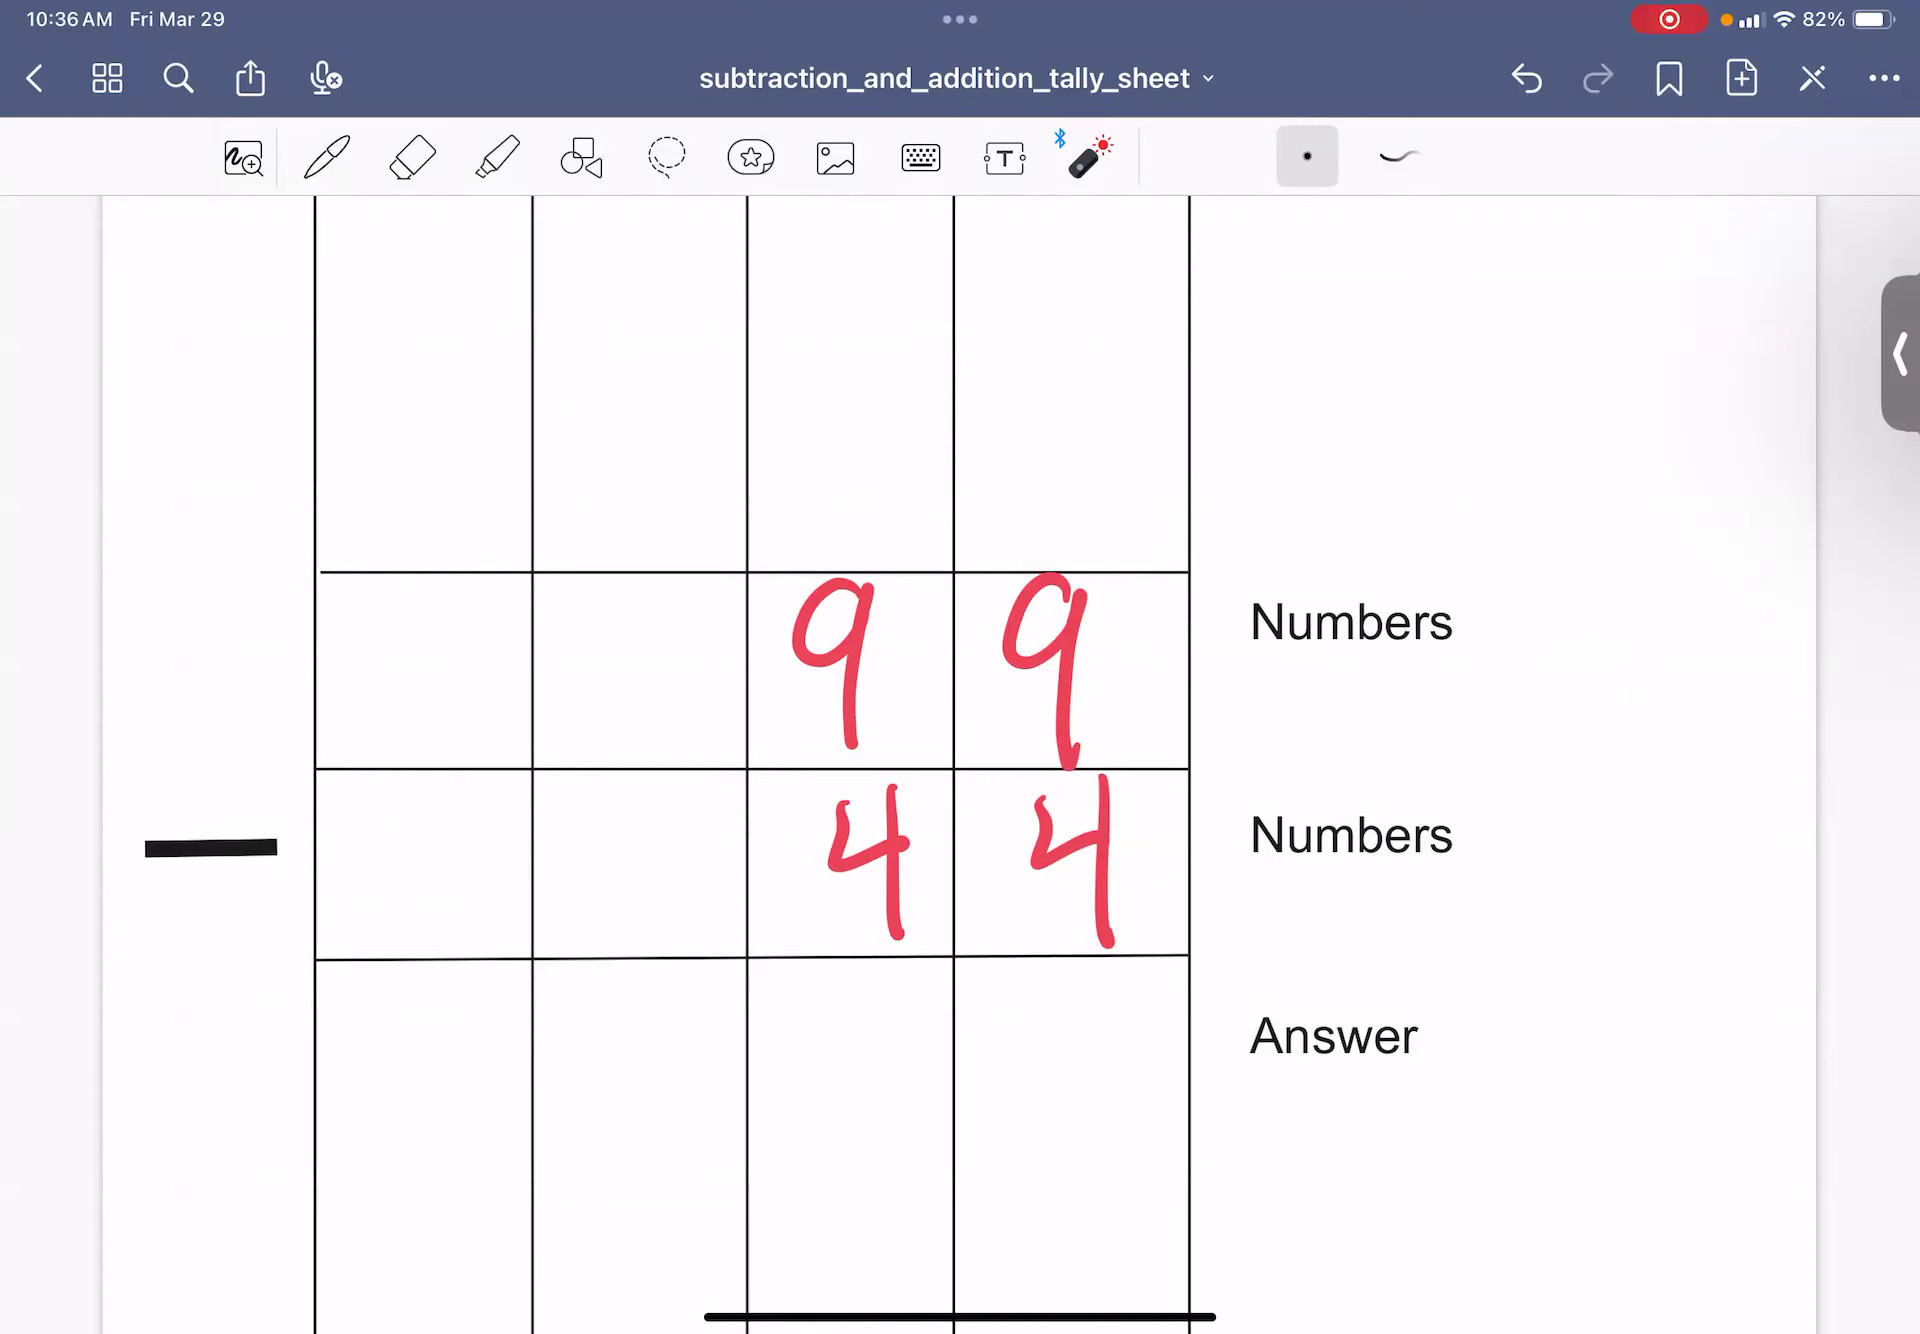 10:36 AM Fri Mar 29
82%
subtraction_and_addition_tally_sheet
T
9 9 Numbers
— 4 4 Numbers
Answer